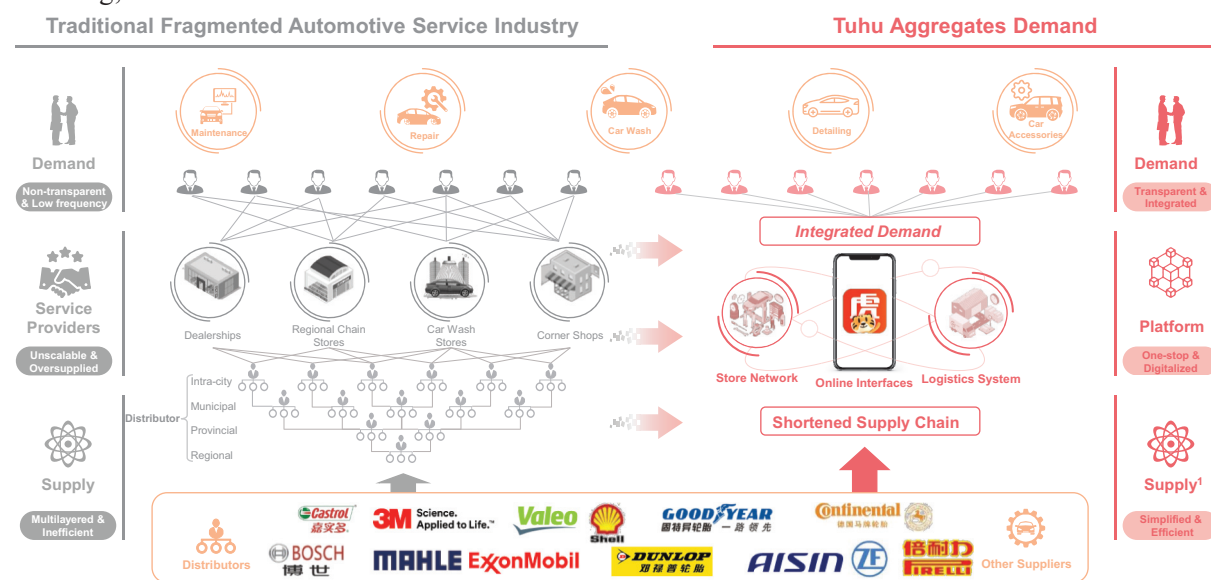 Traditional Fragmented Automotive Service Industry
Tuhu Aggregates Demand
Maintenance
Repair
Car Wash
Detailing
Car
Accessories
Demand
Non-transparent
& Low frequency
Demand
Transparent &
Integrated
Integrated Demand
Service
Providers
Unscalable &
Oversupplied
Dealerships
Regional Chain
Stores
Car Wash
Stores
Corner Shops
虎
Store Network
Online Interfaces
Logistics System
Platform
One-stop &
Digitalized
Distributor
Intra-city
Municipal
Provincial
Regional
Shortened Supply Chain
Supply
Multilayered &
Inefficient
Supply¹
Simplified &
Efficient
Distributors
Castrol
嘉实多
3M Science.
Applied to Life.™
Valeo
Shell
GOODYEAR
固特异轮胎 一路领先
Continental
德国马牌轮胎
BOSCH
博世
MAHLE
ExxonMobil
DUNLOP
邓禄普轮胎
AISIN
ZF
倍耐力
PIRELLI
Other Suppliers